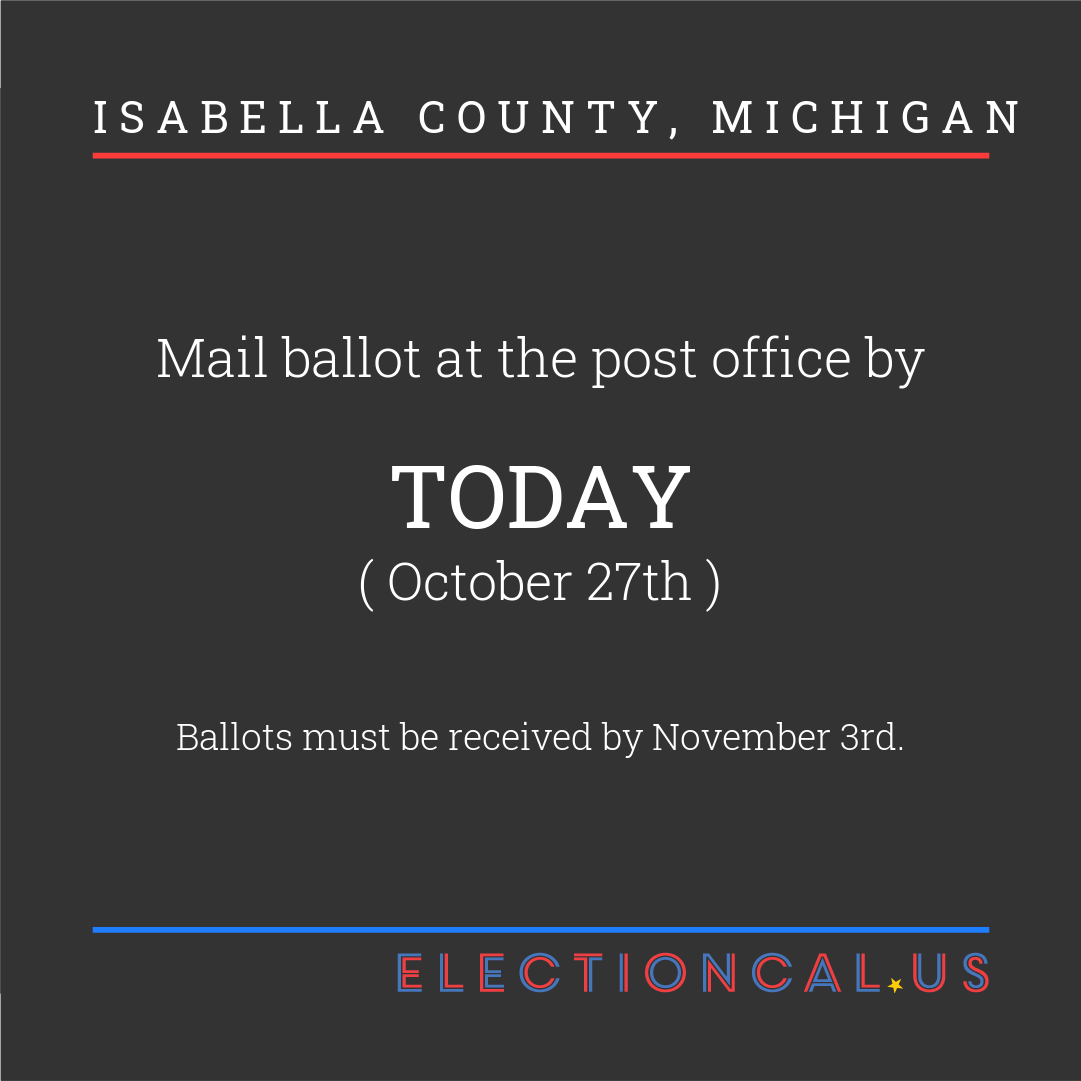 ISABELLA COUNTY, MICHIGAN
Mail ballot at the post office by
TODAY
( October 27th )
Ballots must be received by November 3rd.
ELECTIONCAL.US